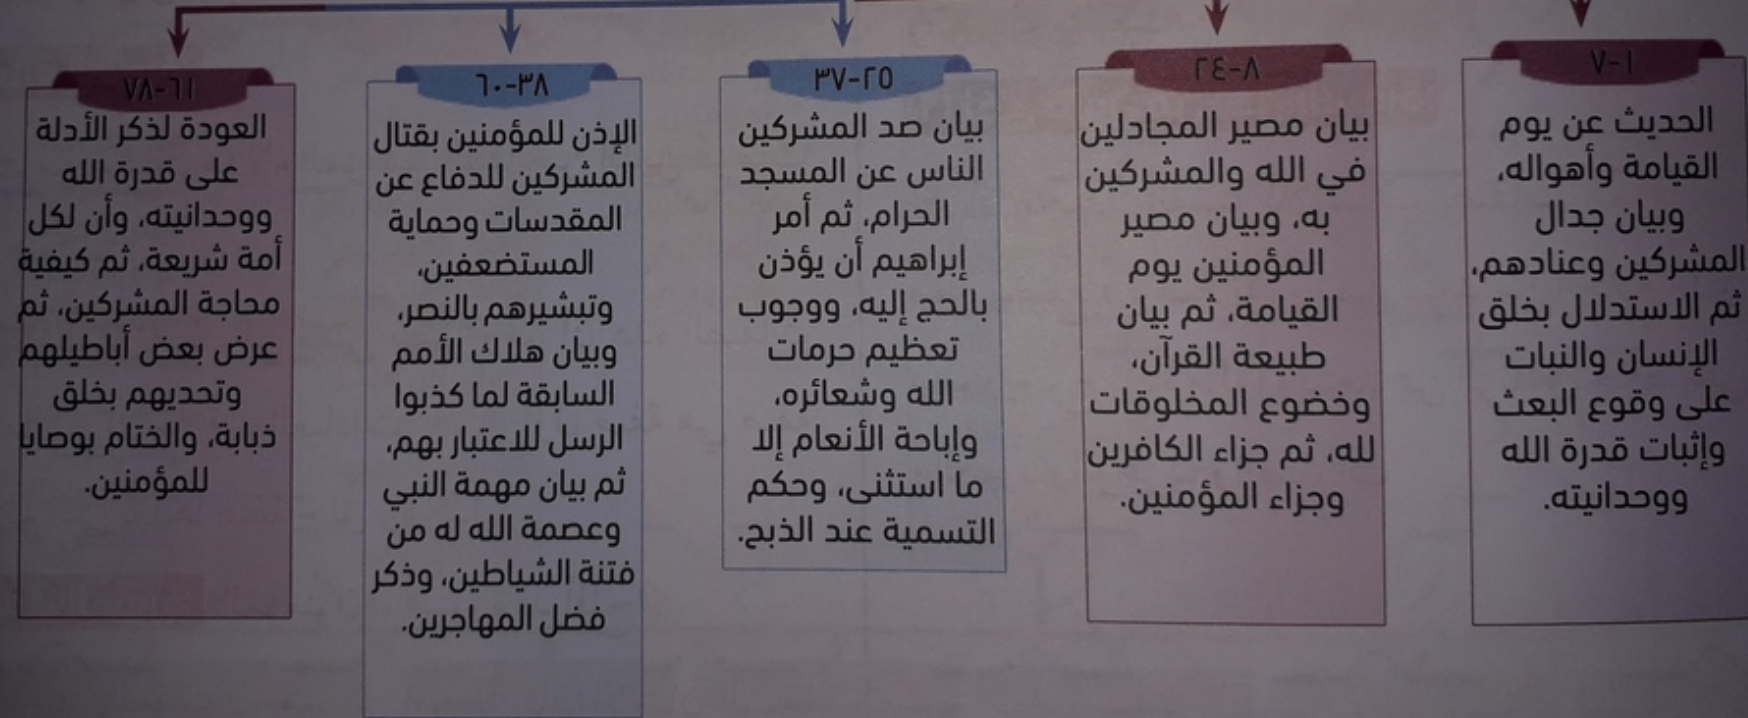 ١-٧
الحديث عن يوم
القيامة وأهواله،
وبيان جدال
المشركين وعنادهم،
ثم الاستدلال بخلق
الإنسان والنبات
على وقوع البعث
وإثبات قدرة الله
ووحدانيته.
٨-٢٤
بيان مصير المجادلين
في الله والمشركين
به، وبيان مصير
المؤمنين يوم
القيامة، ثم بيان
طبيعة القرآن،
وخضوع المخلوقات
لله، ثم جزاء الكافرين
وجزاء المؤمنين.
٢٥-٣٧
بيان صد المشركين
الناس عن المسجد
الحرام، ثم أمر
إبراهيم أن يؤذن
بالحج إليه، ووجوب
تعظيم حرمات
الله وشعائره،
وإباحة الأنعام إلا
ما استثنى، وحكم
التسمية عند الذبح.
٣٨-٦٠
الإذن للمؤمنين بقتال
المشركين للدفاع عن
المقدسات وحماية
المستضعفين،
وتبشيرهم بالنصر،
وبيان هلاك الأمم
السابقة لما كذبوا
الرسل للاعتبار بهم،
ثم بيان مهمة النبي
وعصمة الله له من
فتنة الشياطين، وذكر
فضل المهاجرين.
٦١-٧٨
العودة لذكر الأدلة
على قدرة الله
ووحدانيته، وأن لكل
أمة شريعة، ثم كيفية
محاجة المشركين، ثم
عرض بعض أباطيلهم
وتحديهم بخلق
ذبابة، والختام بوصايا
للمؤمنين.